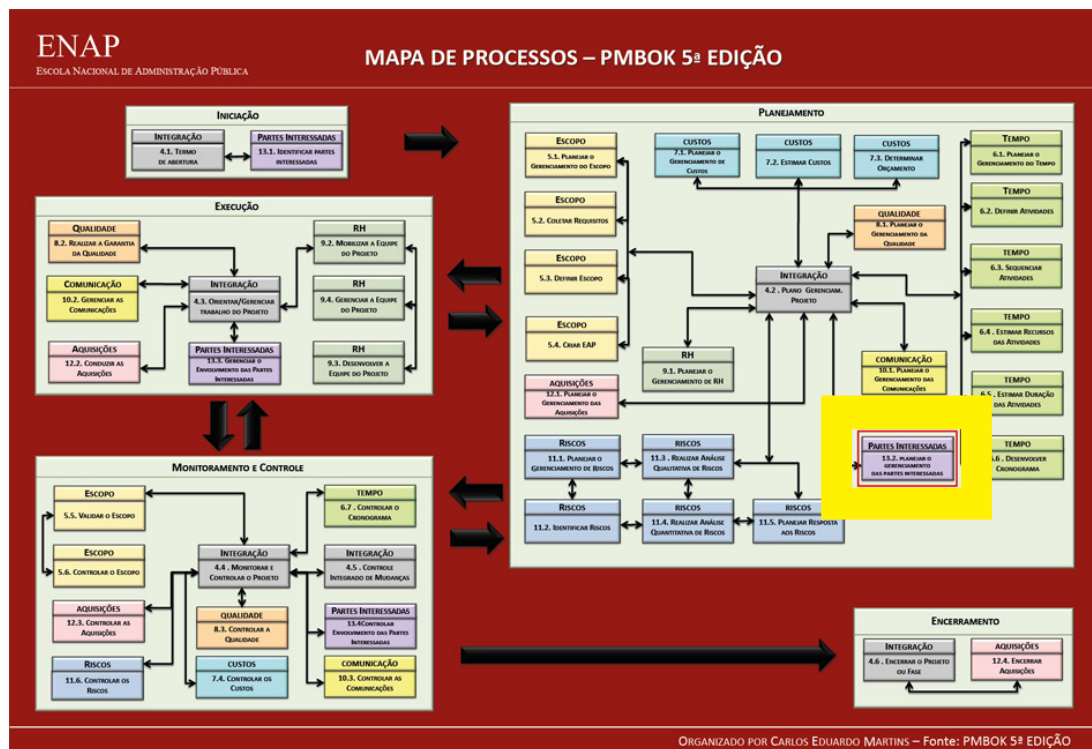 ENAP
Escola Nacional de Administração Pública
MAPA DE PROCESSOS – PMBOK 5ª EDIÇÃO
Iniciação
Integração
4.1. Termo
de abertura
Partes Interessadas
13.1. Identificar partes
interessadas
Planejamento
Escopo
5.1. Planejar o
Gerenciamento do Escopo
Escopo
5.2. Coletar Requisitos
Escopo
5.3. Definir Escopo
Escopo
5.4. Criar EAP
custos
7.1. Planejar o
Gerenciamento de
Custos
custos
7.2. Estimar Custos
custos
7.3. Determinar
Orçamento
qualidade
8.1. Planejar o
Gerenciamento da
Qualidade
Integração
4.2 . Plano Gerenciam.
Projeto
RH
9.1. Planejar o
Gerenciamento de RH
Comunicação
10.1. Planejar o
Gerenciamento das
Comunicações
Aquisições
12.1. Planejar o
Gerenciamento das
Aquisições
Tempo
6.1. Planejar o
Gerenciamento do Tempo
Tempo
6.2. Definir Atividades
Tempo
6.3. Sequenciar
Atividades
Tempo
6.4 . Estimar Recursos
das Atividades
Tempo
6.5 . Estimar Duração
das Atividades
Tempo
6.6 . Desenvolver
Cronograma
Partes Interessadas
13.2. planejar o
gerenciamento
das partes interessadas
Riscos
11.1. Planejar o
Gerenciamento de Riscos
riscos
11.3 . Realizar Análise
Qualitativa de Riscos
Riscos
11.2. Identificar Riscos
riscos
11.4. Realizar Análise
Quantitativa de Riscos
riscos
11.5. Planejar Resposta
aos Riscos
Execução
Qualidade
8.2. Realizar a Garantia
da Qualidade
Comunicação
10.2. Gerenciar as
Comunicações
Aquisições
12.2. Conduzir as
Aquisições
Integração
4.3. Orientar/Gerenciar
trabalho do Projeto
Partes Interessadas
13.3. Gerenciar o
Envolvimento das Partes
Interessadas
RH
9.2. Mobilizar a Equipe
do Projeto
RH
9.4. Gerenciar a Equipe
do Projeto
RH
9.3. Desenvolver a
Equipe do Projeto
Monitoramento e Controle
Escopo
5.5. Validar o Escopo
Escopo
5.6. Controlar o Escopo
Aquisições
12.3. Controlar as
Aquisições
Riscos
11.6. Controlar os
Riscos
Integração
4.4 . Monitorar e
Controlar o Projeto
qualidade
8.3. Controlar a
Qualidade
custos
7.4. Controlar os
Custos
tempo
6.7 . Controlar o
Cronograma
Integração
4.5 . Controle
Integrado de Mudanças
Partes Interessadas
13.4Controlar
Envolvimento das Partes
Interessadas
Comunicação
10.3. Controlar as
Comunicações
Encerramento
Integração
4.6 . Encerrar o Projeto
ou Fase
Aquisições
12.4. Encerrar
Aquisições
Organizado por Carlos Eduardo Martins – Fonte: PMBOK 5ª EDIÇÃO